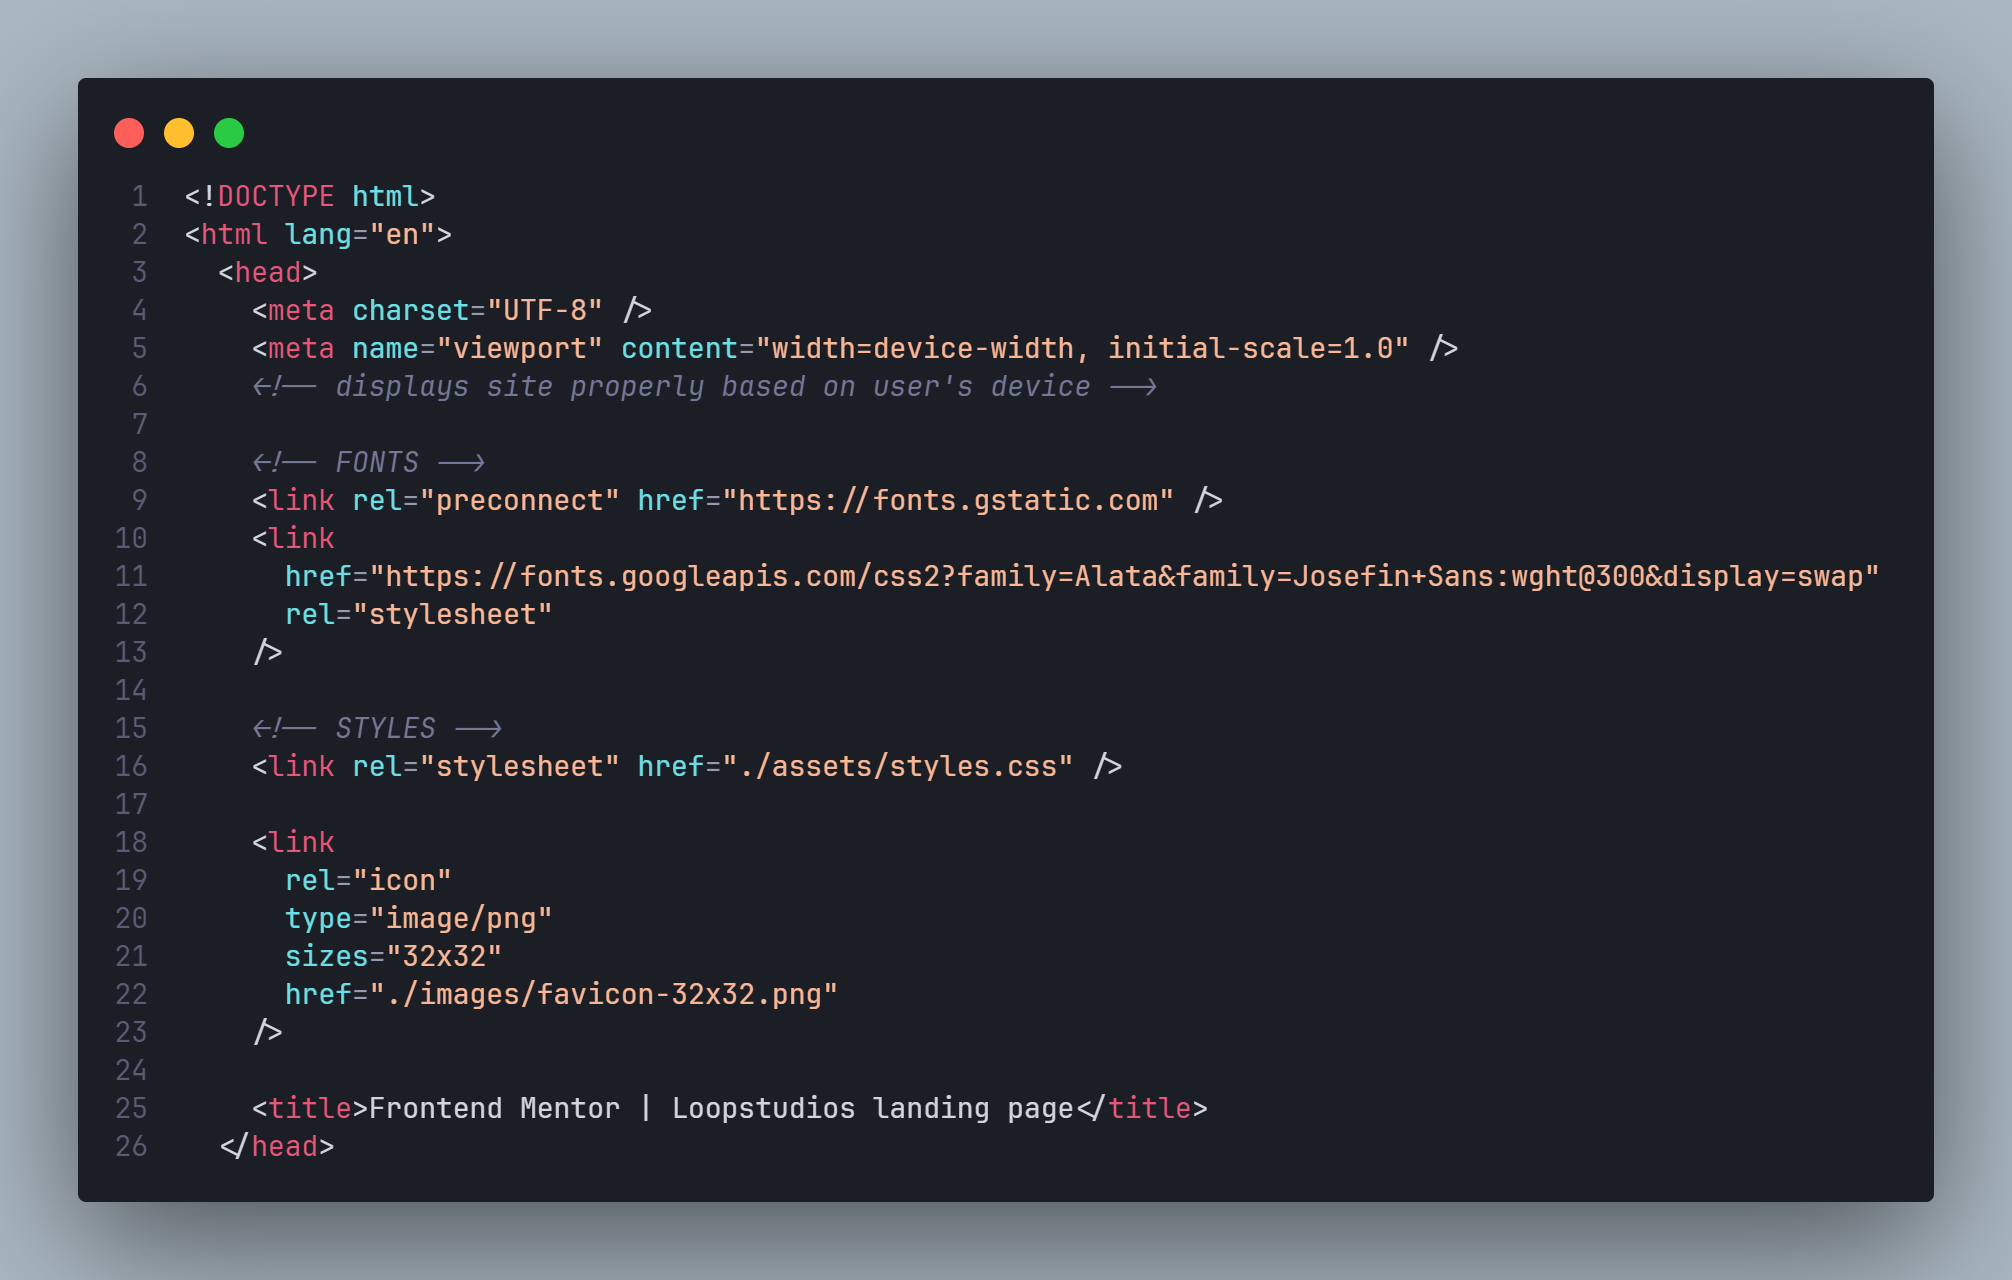 1 <!DOCTYPE html>
2 <html lang="en">
3   <head>
4     <meta charset="UTF-8" />
5     <meta name="viewport" content="width=device-width, initial-scale=1.0" />
6     <!-- displays site properly based on user's device -->
7
8     <!-- FONTS -->
9     <link rel="preconnect" href="https://fonts.gstatic.com" />
10     <link
11       href="https://fonts.googleapis.com/css2?family=Alata&family=Josefin+Sans:wght@300&display=swap"
12       rel="stylesheet"
13     />
14
15     <!-- STYLES -->
16     <link rel="stylesheet" href="./assets/styles.css" />
17
18     <link
19       rel="icon"
20       type="image/png"
21       sizes="32x32"
22       href="./images/favicon-32x32.png"
23     />
24
25     <title>Frontend Mentor | Loopstudios landing page</title>
26   </head>